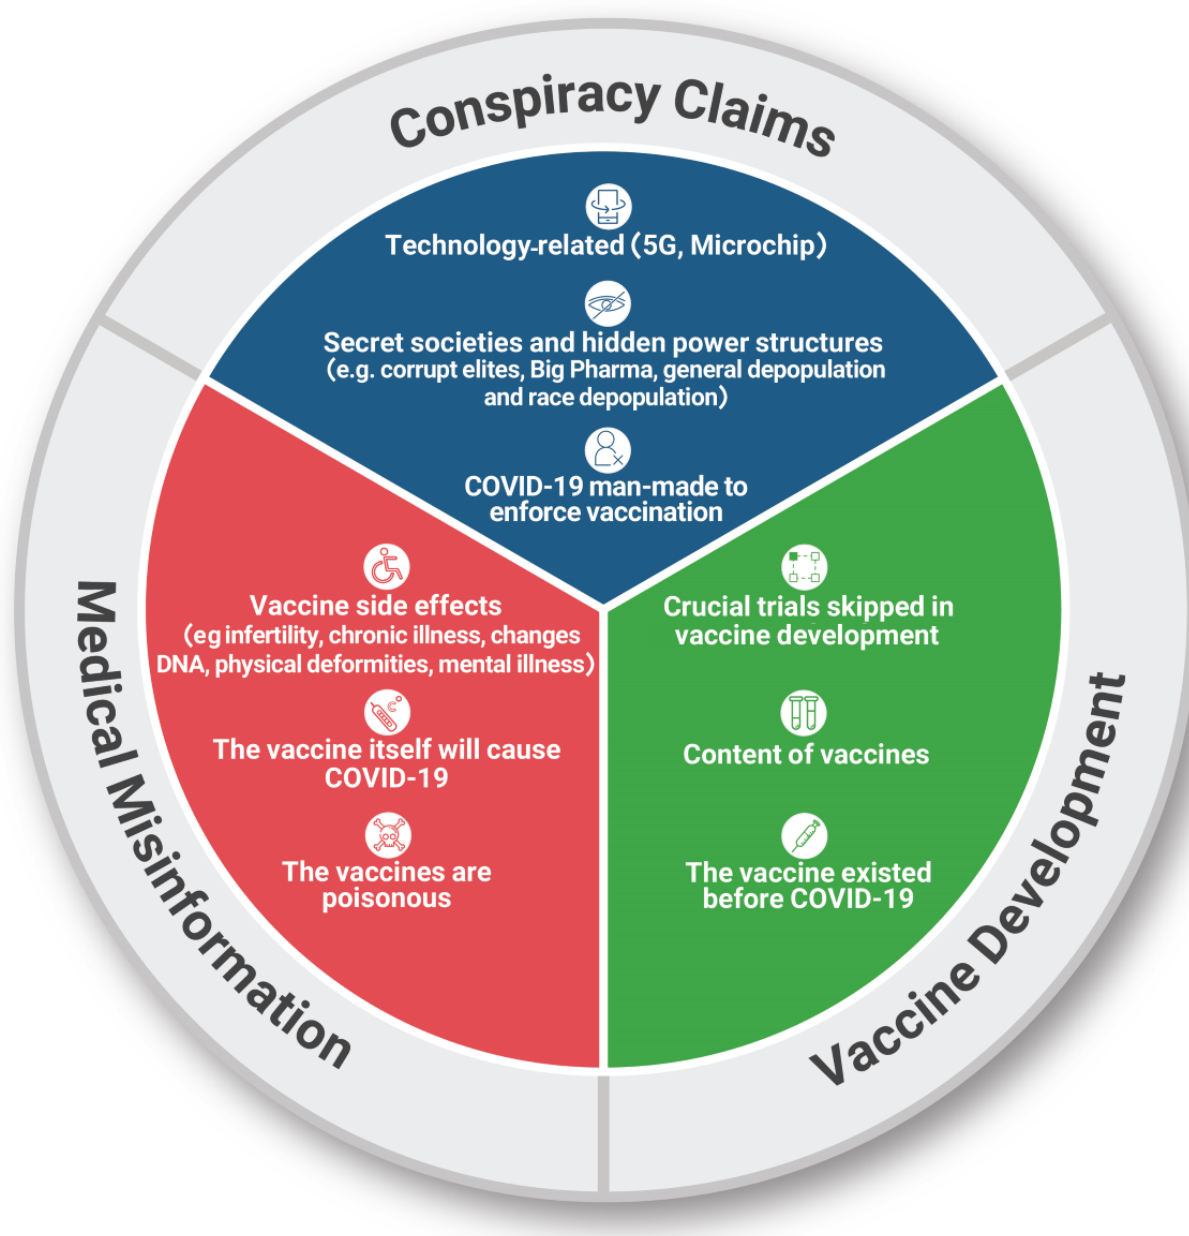 Conspiracy Claims
Technology-related (5G, Microchip)
Secret societies and hidden power structures
(e.g. corrupt elites, Big Pharma, general depopulation
and race depopulation)
COVID-19 man-made to
enforce vaccination
Medical Misinformation
Vaccine side effects
(eg infertility, chronic illness, changes
DNA, physical deformities, mental illness)
The vaccine itself will cause
COVID-19
The vaccines are
poisonous
Vaccine Development
Crucial trials skipped in
vaccine development
Content of vaccines
The vaccine existed
before COVID-19